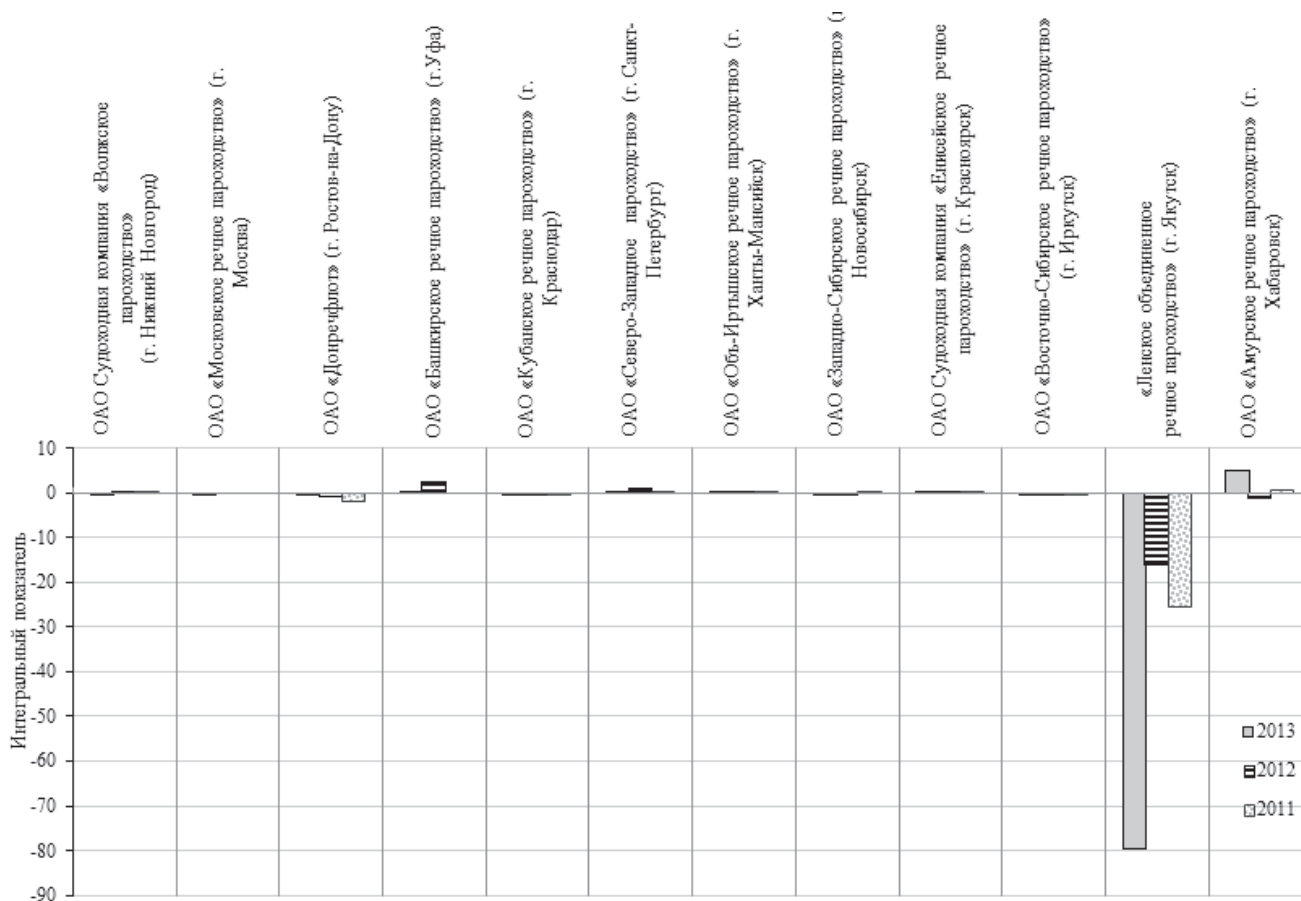 ОАО Судоходная компания «Волжское
пароходство»
(г. Нижний Новгород)
ОАО «Московское речное пароходство» (г.
Москва)
ОАО «Донречфлот» (г. Ростов-на-Дону)
ОАО «Башкирское речное пароходство» (г.Уфа)
ОАО «Кубанское речное пароходство» (г.
Краснодар)
ОАО «Северо-Западное пароходство» (г. Санкт-
Петербург)
ОАО «Объ-Иртышское речное пароходство» (г.
Ханты-Мансийск)
ОАО «Западно-Сибирское речное пароходство»
Новосибирск)
ОАО Судоходная компания «Енисейское речное
пароходство» (г. Красноярск)
ОАО «Восточно-Сибирское речное пароходство»
(г. Иркутск)
«Ленское объединенное
речное пароходство» (г. Якутск)
ОАО «Амурское речное пароходство» (г.
Хабаровск)
Интегральный показатель
10
0
-10
-20
-30
-40
-50
-60
-70
-80
-90
2013
2012
2011